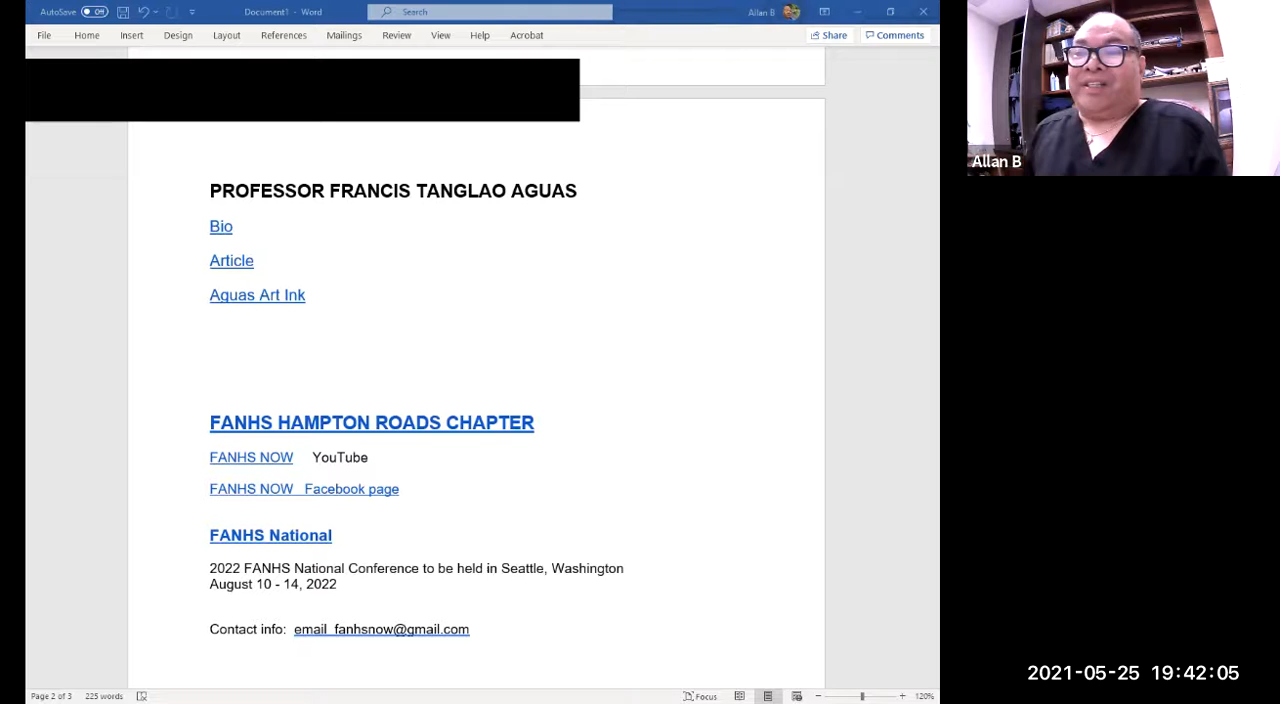 AutoSave Off Document1 - Word Search Allan B
File Home Insert Design Layout References Mailings Review View Help Acrobat Share Comments
Allan B
PROFESSOR FRANCIS TANGLAO AGUAS
Bio
Article
Aguas Art Ink
FANHS HAMPTON ROADS CHAPTER
FANHS NOW YouTube
FANHS NOW Facebook page
FANHS National
2022 FANHS National Conference to be held in Seattle, Washington
August 10 - 14, 2022
Contact info: email fanhsnow@gmail.com
2021-05-25 19:42:05
Page 2 of 3 225 words Focus 120%